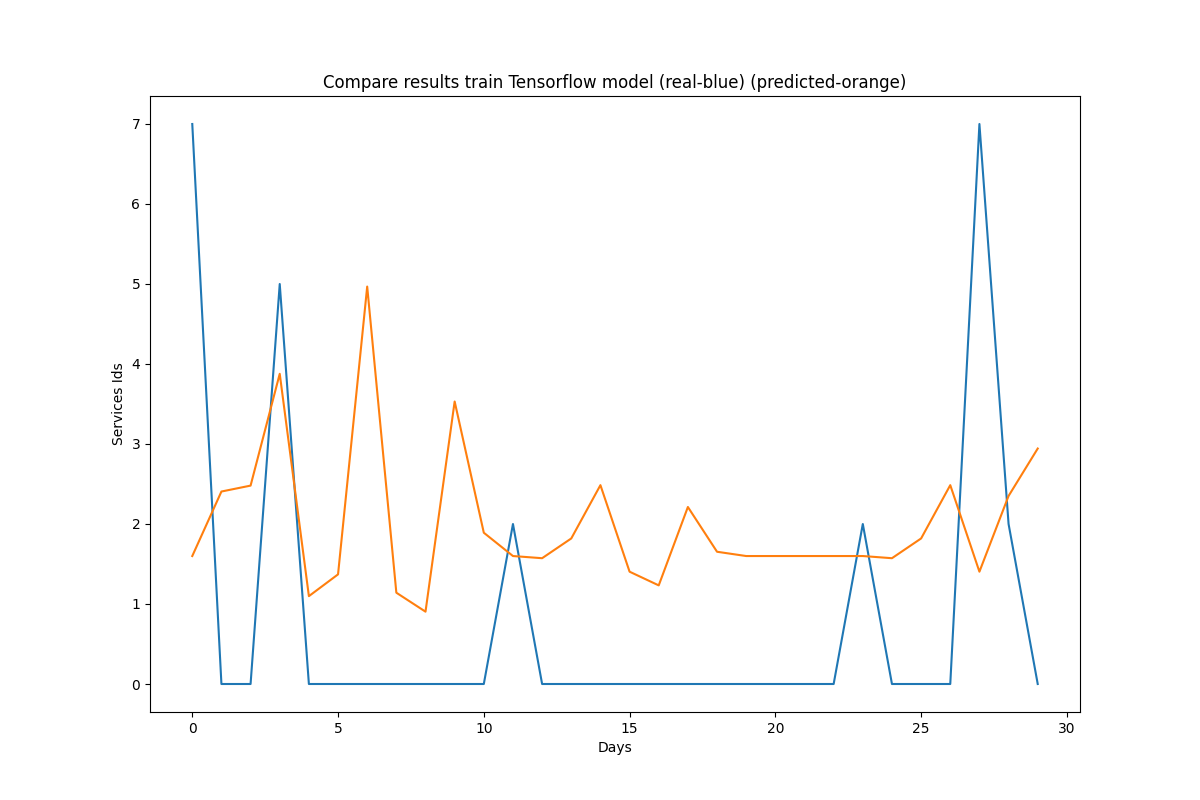 Compare results train Tensorflow model (real-blue) (predicted-orange)
7
6
5
4
3
2
1
0
Services Ids
0 5 10 15 20 25 30
Days